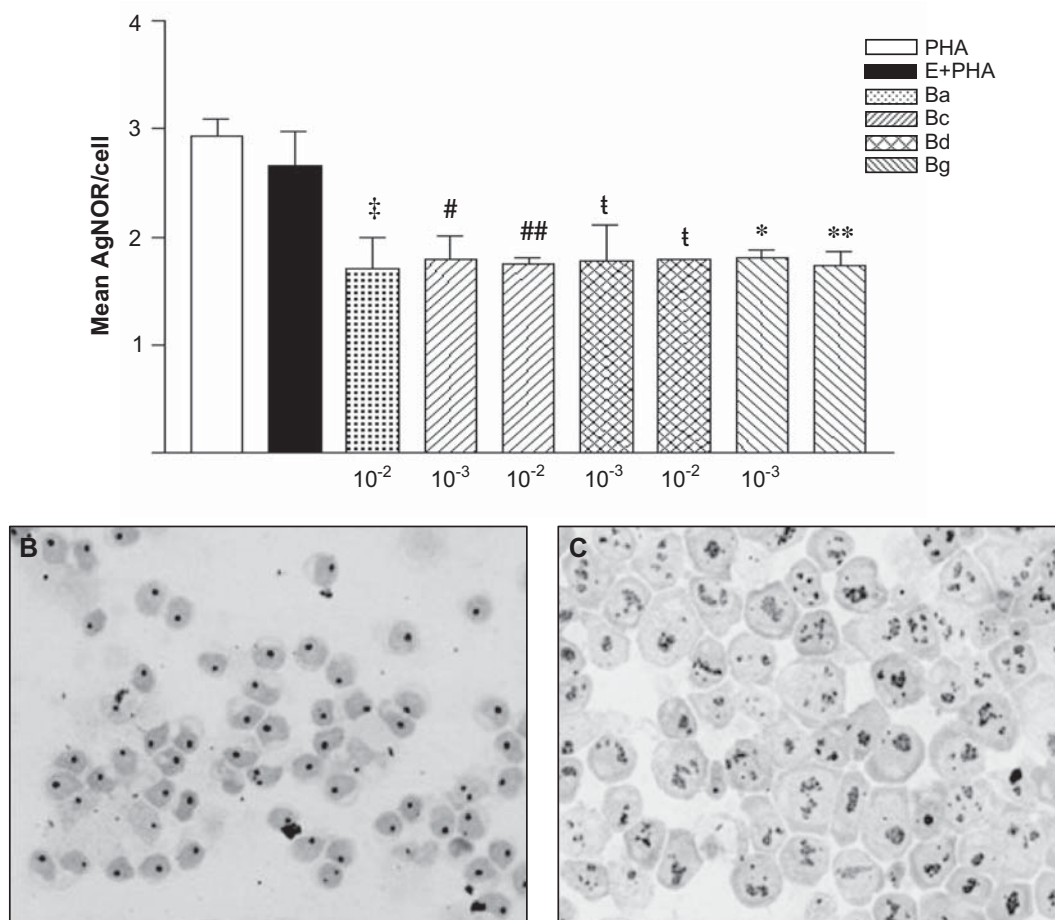 4
3
2
1
Mean AgNOR/cell
PHA
E+PHA
Ba
Bc
Bd
Bg
‡ # ## ŧ ŧ * **
10⁻² 10⁻³ 10⁻² 10⁻³ 10⁻² 10⁻³
B
C